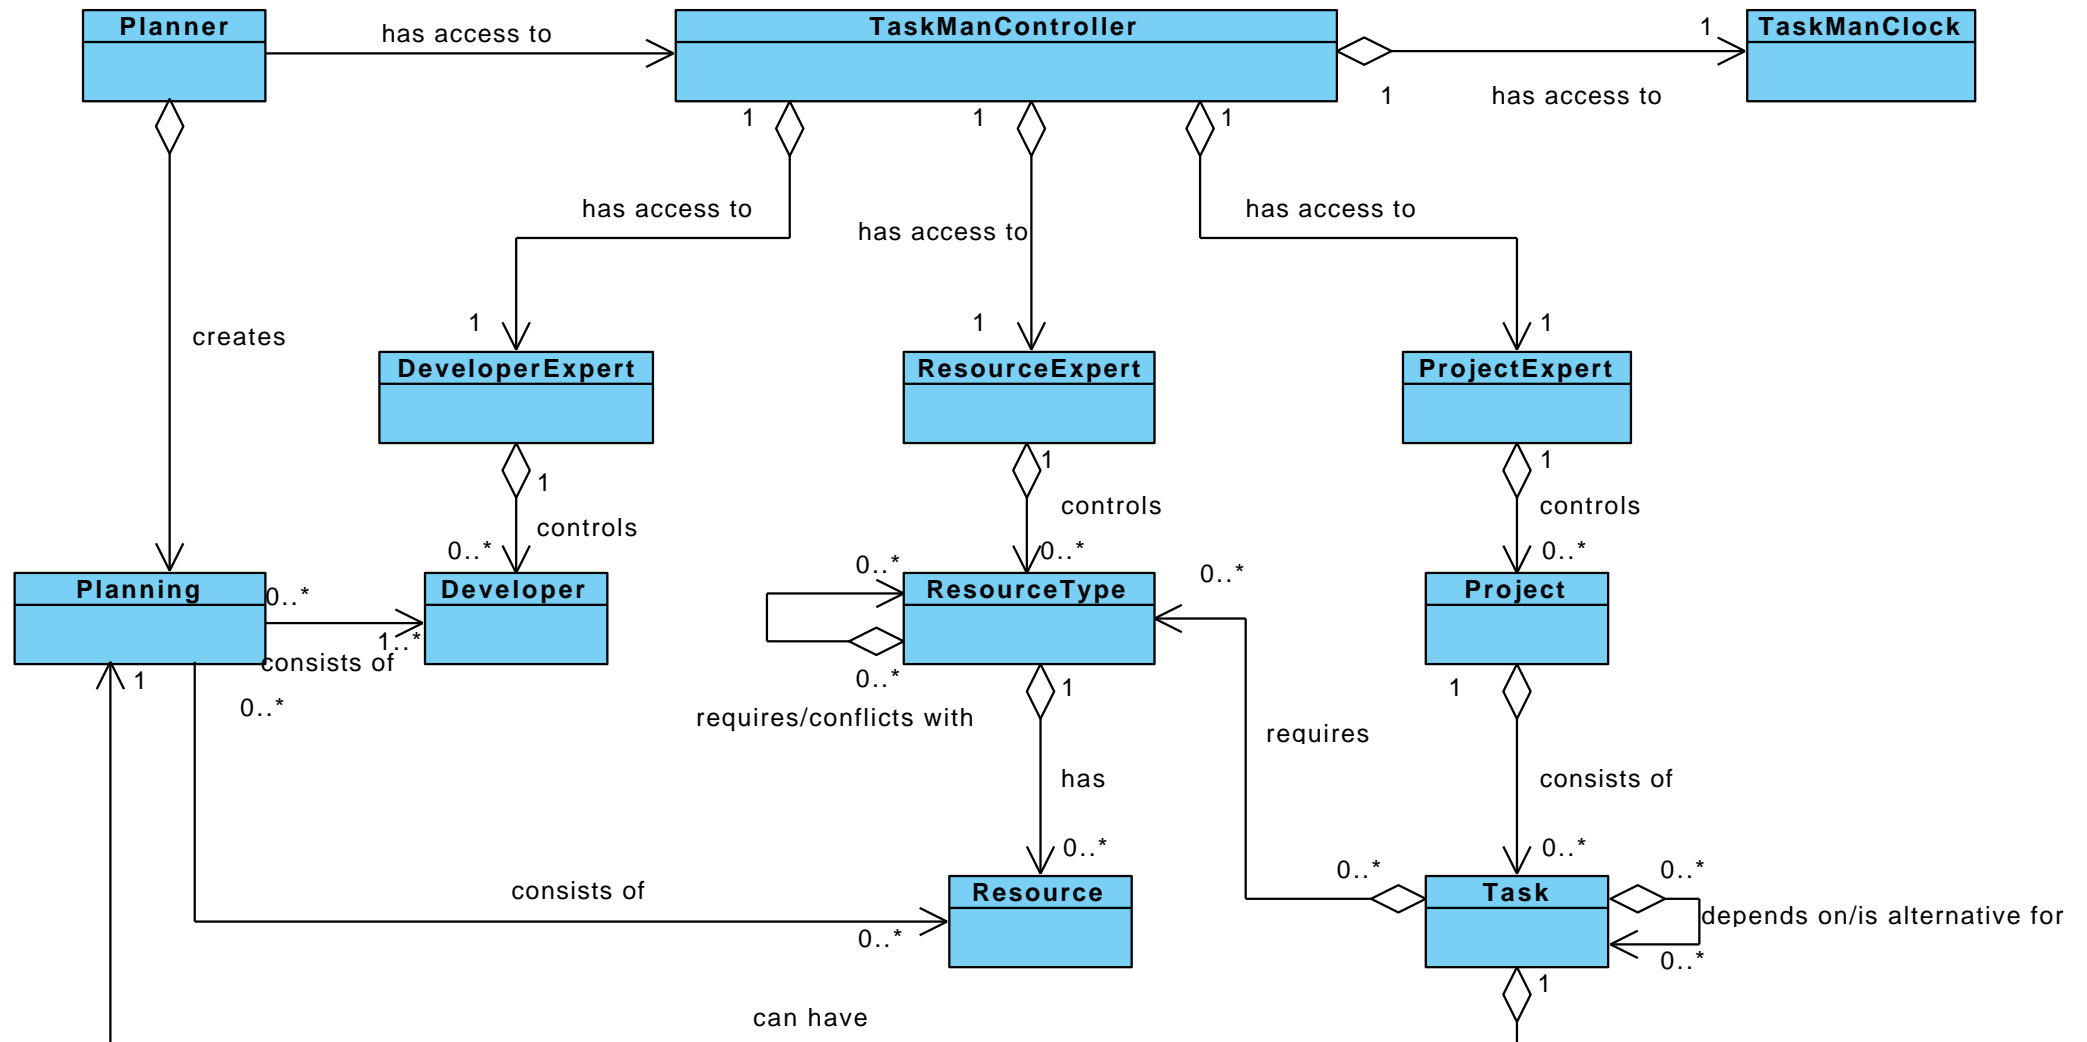 Planner
has access to
TaskManController
1
TaskManClock
1
has access to
1
1
1
has access to
has access to
has access to
creates
1
1
1
DeveloperExpert
ResourceExpert
ProjectExpert
1
1
1
controls
controls
controls
0..*
0..*
0..*
0..*
0..*
Planning
Developer
ResourceType
Project
0..*
1..*
consists of
1
0..*
0..*
1
1
requires/conflicts with
requires
has
consists of
0..*
0..*
0..*
0..*
consists of
Resource
Task
depends on/is alternative for
0..*
0..*
1
can have